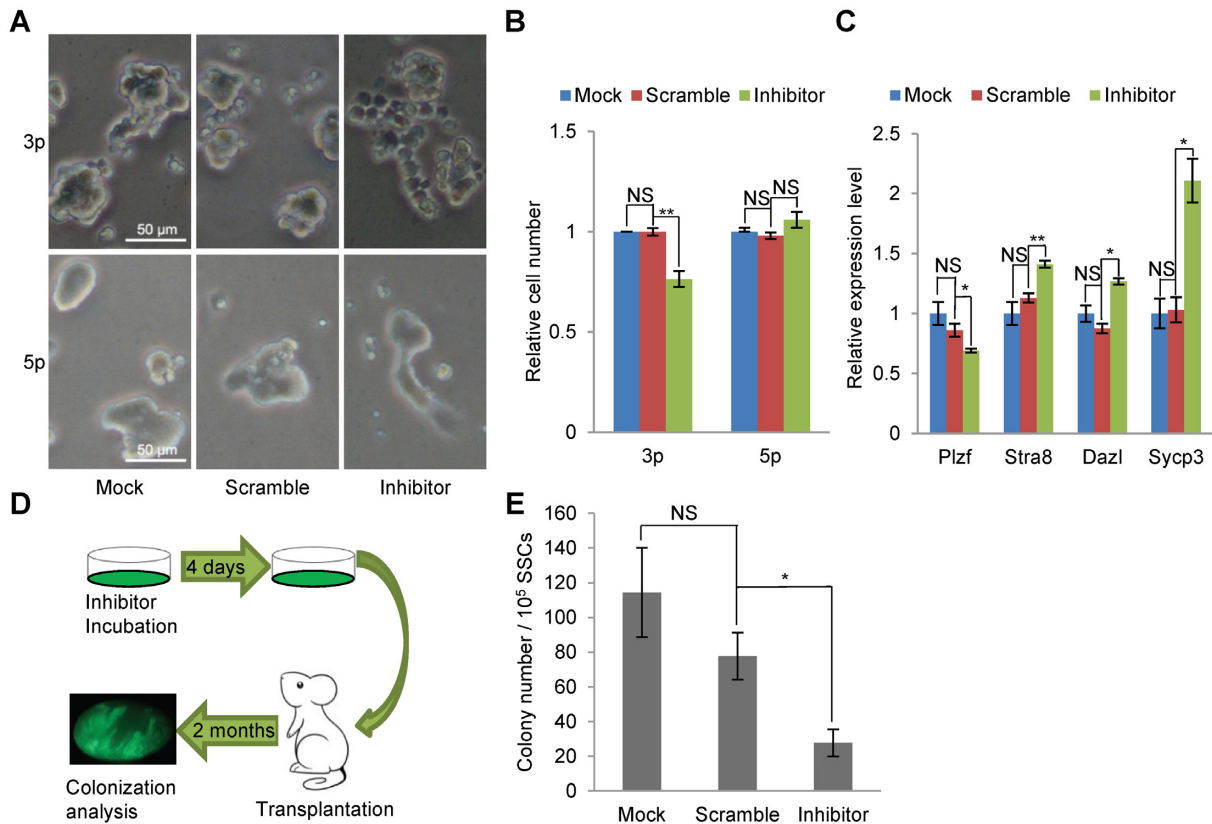 A
3p
50 µm
5p
50 µm
Mock Scramble Inhibitor
B
Mock Scramble Inhibitor
Relative cell number
1.5
1
0.5
0
NS
**
NS
NS
3p 5p
C
Mock Scramble Inhibitor
Relative expression level
2.5
2
1.5
1
0.5
0
NS
*
NS
**
NS
*
NS
*
Plzf Stra8 Dazl Sycp3
D
4 days
Inhibitor
Incubation
2 months
Colonization
analysis
Transplantation
E
Colony number / 10⁵ SSCs
160
140
120
100
80
60
40
20
0
NS
*
Mock Scramble Inhibitor